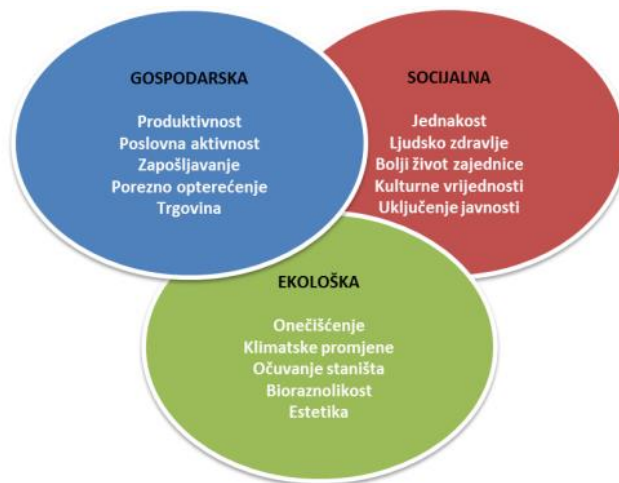 GOSPODARSKA
Produktivnost
Poslovna aktivnost
Zapošljavanje
Porezno opterećenje
Trgovina
SOCIJALNA
Jednakost
Ljudsko zdravlje
Bolji život zajednice
Kulturne vrijednosti
Uključenje javnosti
EKOLOŠKA
Onečišćenje
Klimatske promjene
Očuvanje staništa
Bioraznolikost
Estetika